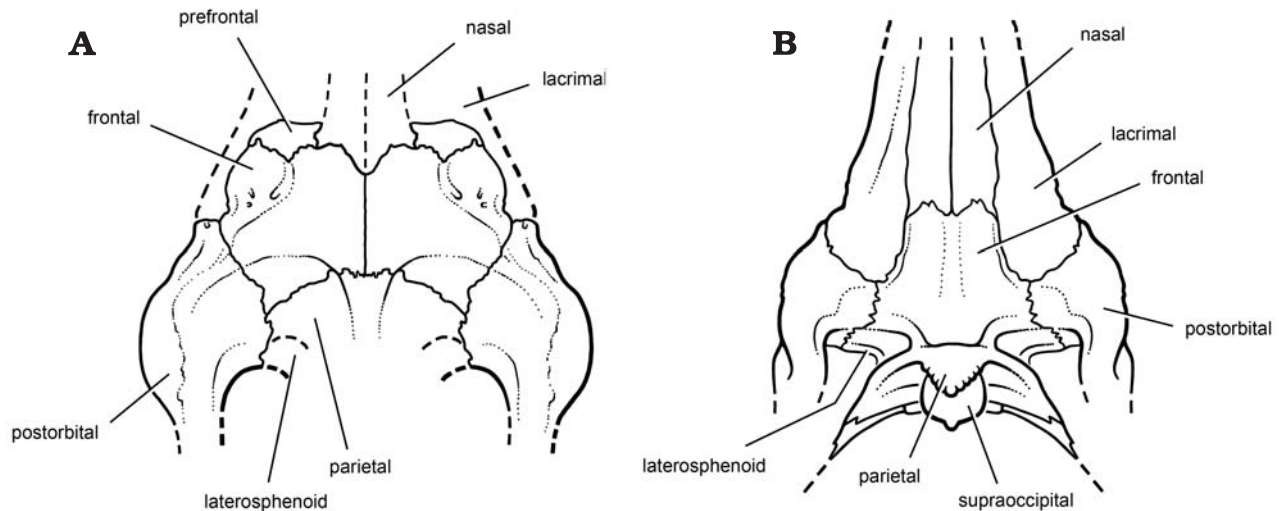 A
prefrontal
nasal
lacrimal
frontal
postorbital
parietal
laterosphenoid
B
nasal
lacrimal
frontal
postorbital
laterosphenoid
parietal
supraoccipital